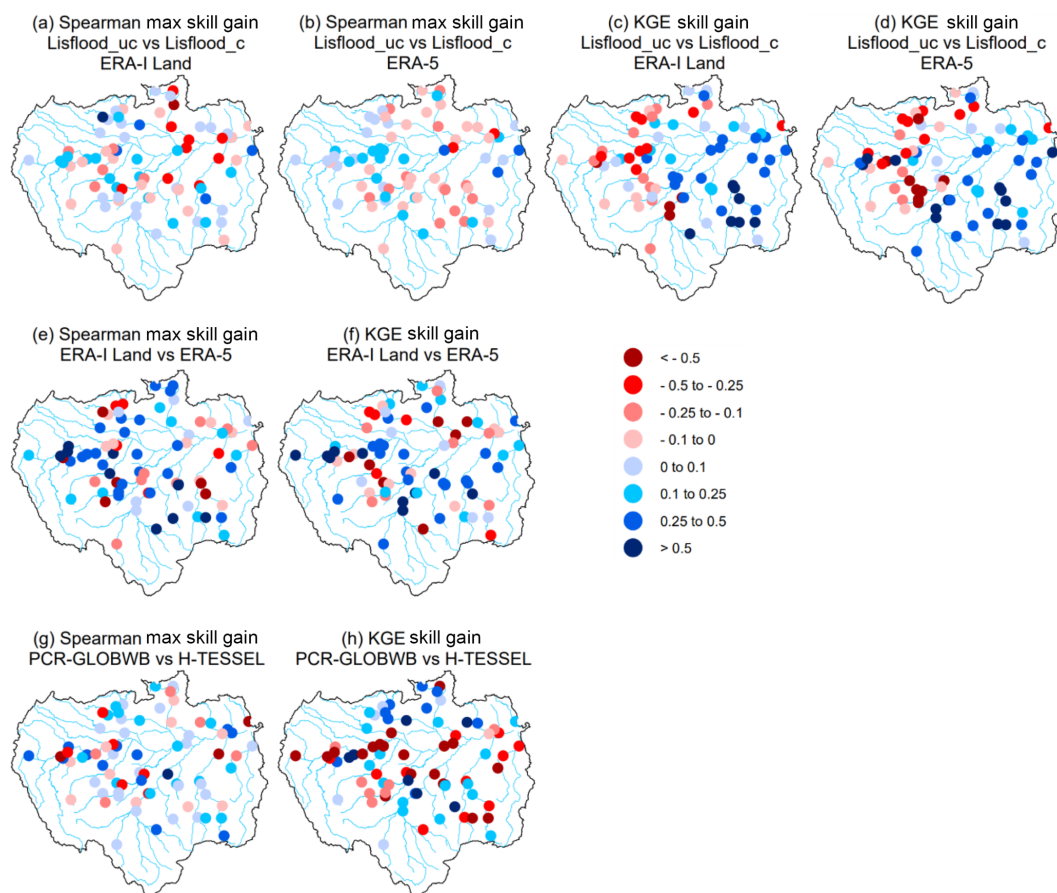 (a) Spearman max skill gain
Lisflood_uc vs Lisflood_c
ERA-I Land
(b) Spearman max skill gain
Lisflood_uc vs Lisflood_c
ERA-5
(c) KGE skill gain
Lisflood_uc vs Lisflood_c
ERA-I Land
(d) KGE skill gain
Lisflood_uc vs Lisflood_c
ERA-5
(e) Spearman max skill gain
ERA-I Land vs ERA-5
(f) KGE skill gain
ERA-I Land vs ERA-5
< - 0.5
- 0.5 to - 0.25
- 0.25 to - 0.1
- 0.1 to 0
0 to 0.1
0.1 to 0.25
0.25 to 0.5
> 0.5
(g) Spearman max skill gain
PCR-GLOBWB vs H-TESSEL
(h) KGE skill gain
PCR-GLOBWB vs H-TESSEL